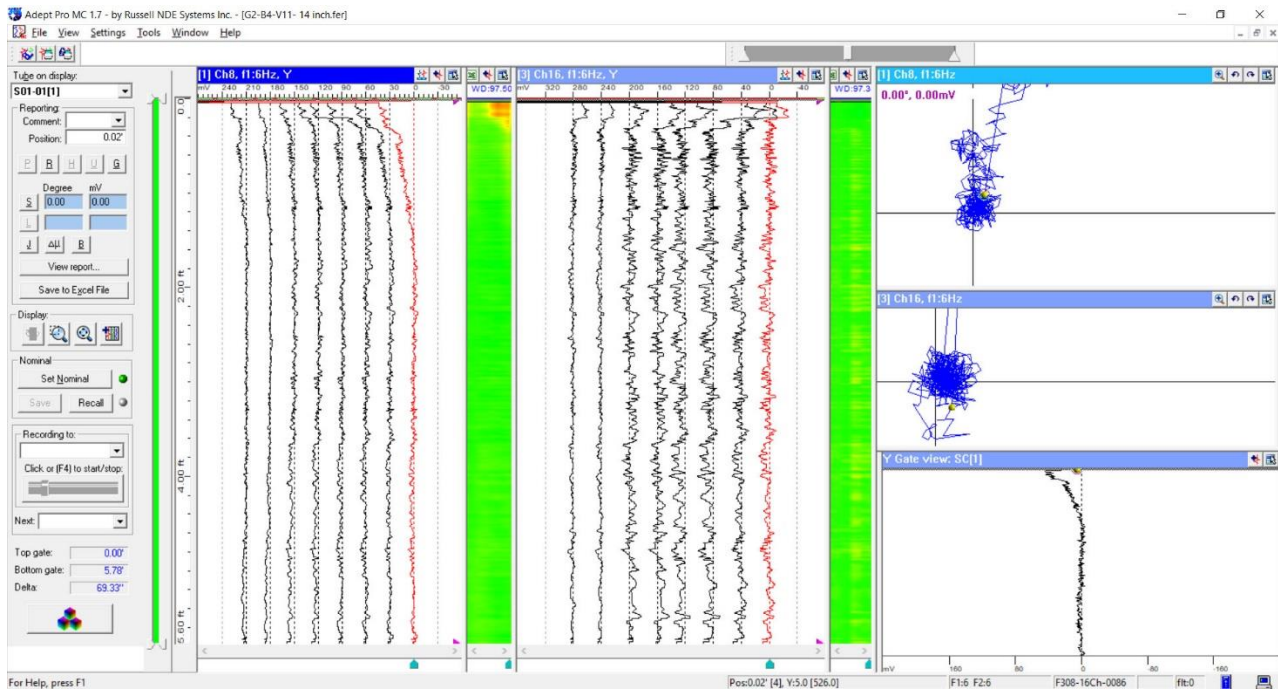 Adept Pro MC 1.7 - by Russell NDE Systems Inc. - [G2-B4-V11- 14 inch.fer]
File View Settings Tools Window Help
Tube on display:
S01-01[1]
Reporting:
Comment:
Position: 0.02'
P R H U G
Degree mV
S 0.00 0.00
L
J Δμ B
View report...
Save to Excel File
Display:
Nominal
Set Nominal
Save Recall
Recording to:
Click or (F4) to start/stop:
Next:
Top gate: 0.00'
Bottom gate: 5.78'
Delta: 69.33"
[1] Ch8, f1:6Hz, Y
mV 240 210 180 150 120 90 60 30 0 -30
0.0
2.00 ft
4.00 ft
5.60 ft
WD:97.50
[3] Ch16, f1:6Hz, Y
mV 320 280 240 200 160 120 80 40 0 -40
WD:97.3
[1] Ch8, f1:6Hz
0.00°, 0.00mV
[3] Ch16, f1:6Hz
Y Gate view: SC[1]
mV 160 80 0 -80 -160
For Help, press F1
Pos:0.02' [4], Y:5.0 [526.0]
F1:6 F2:6
F308-16Ch-0086
flt:0